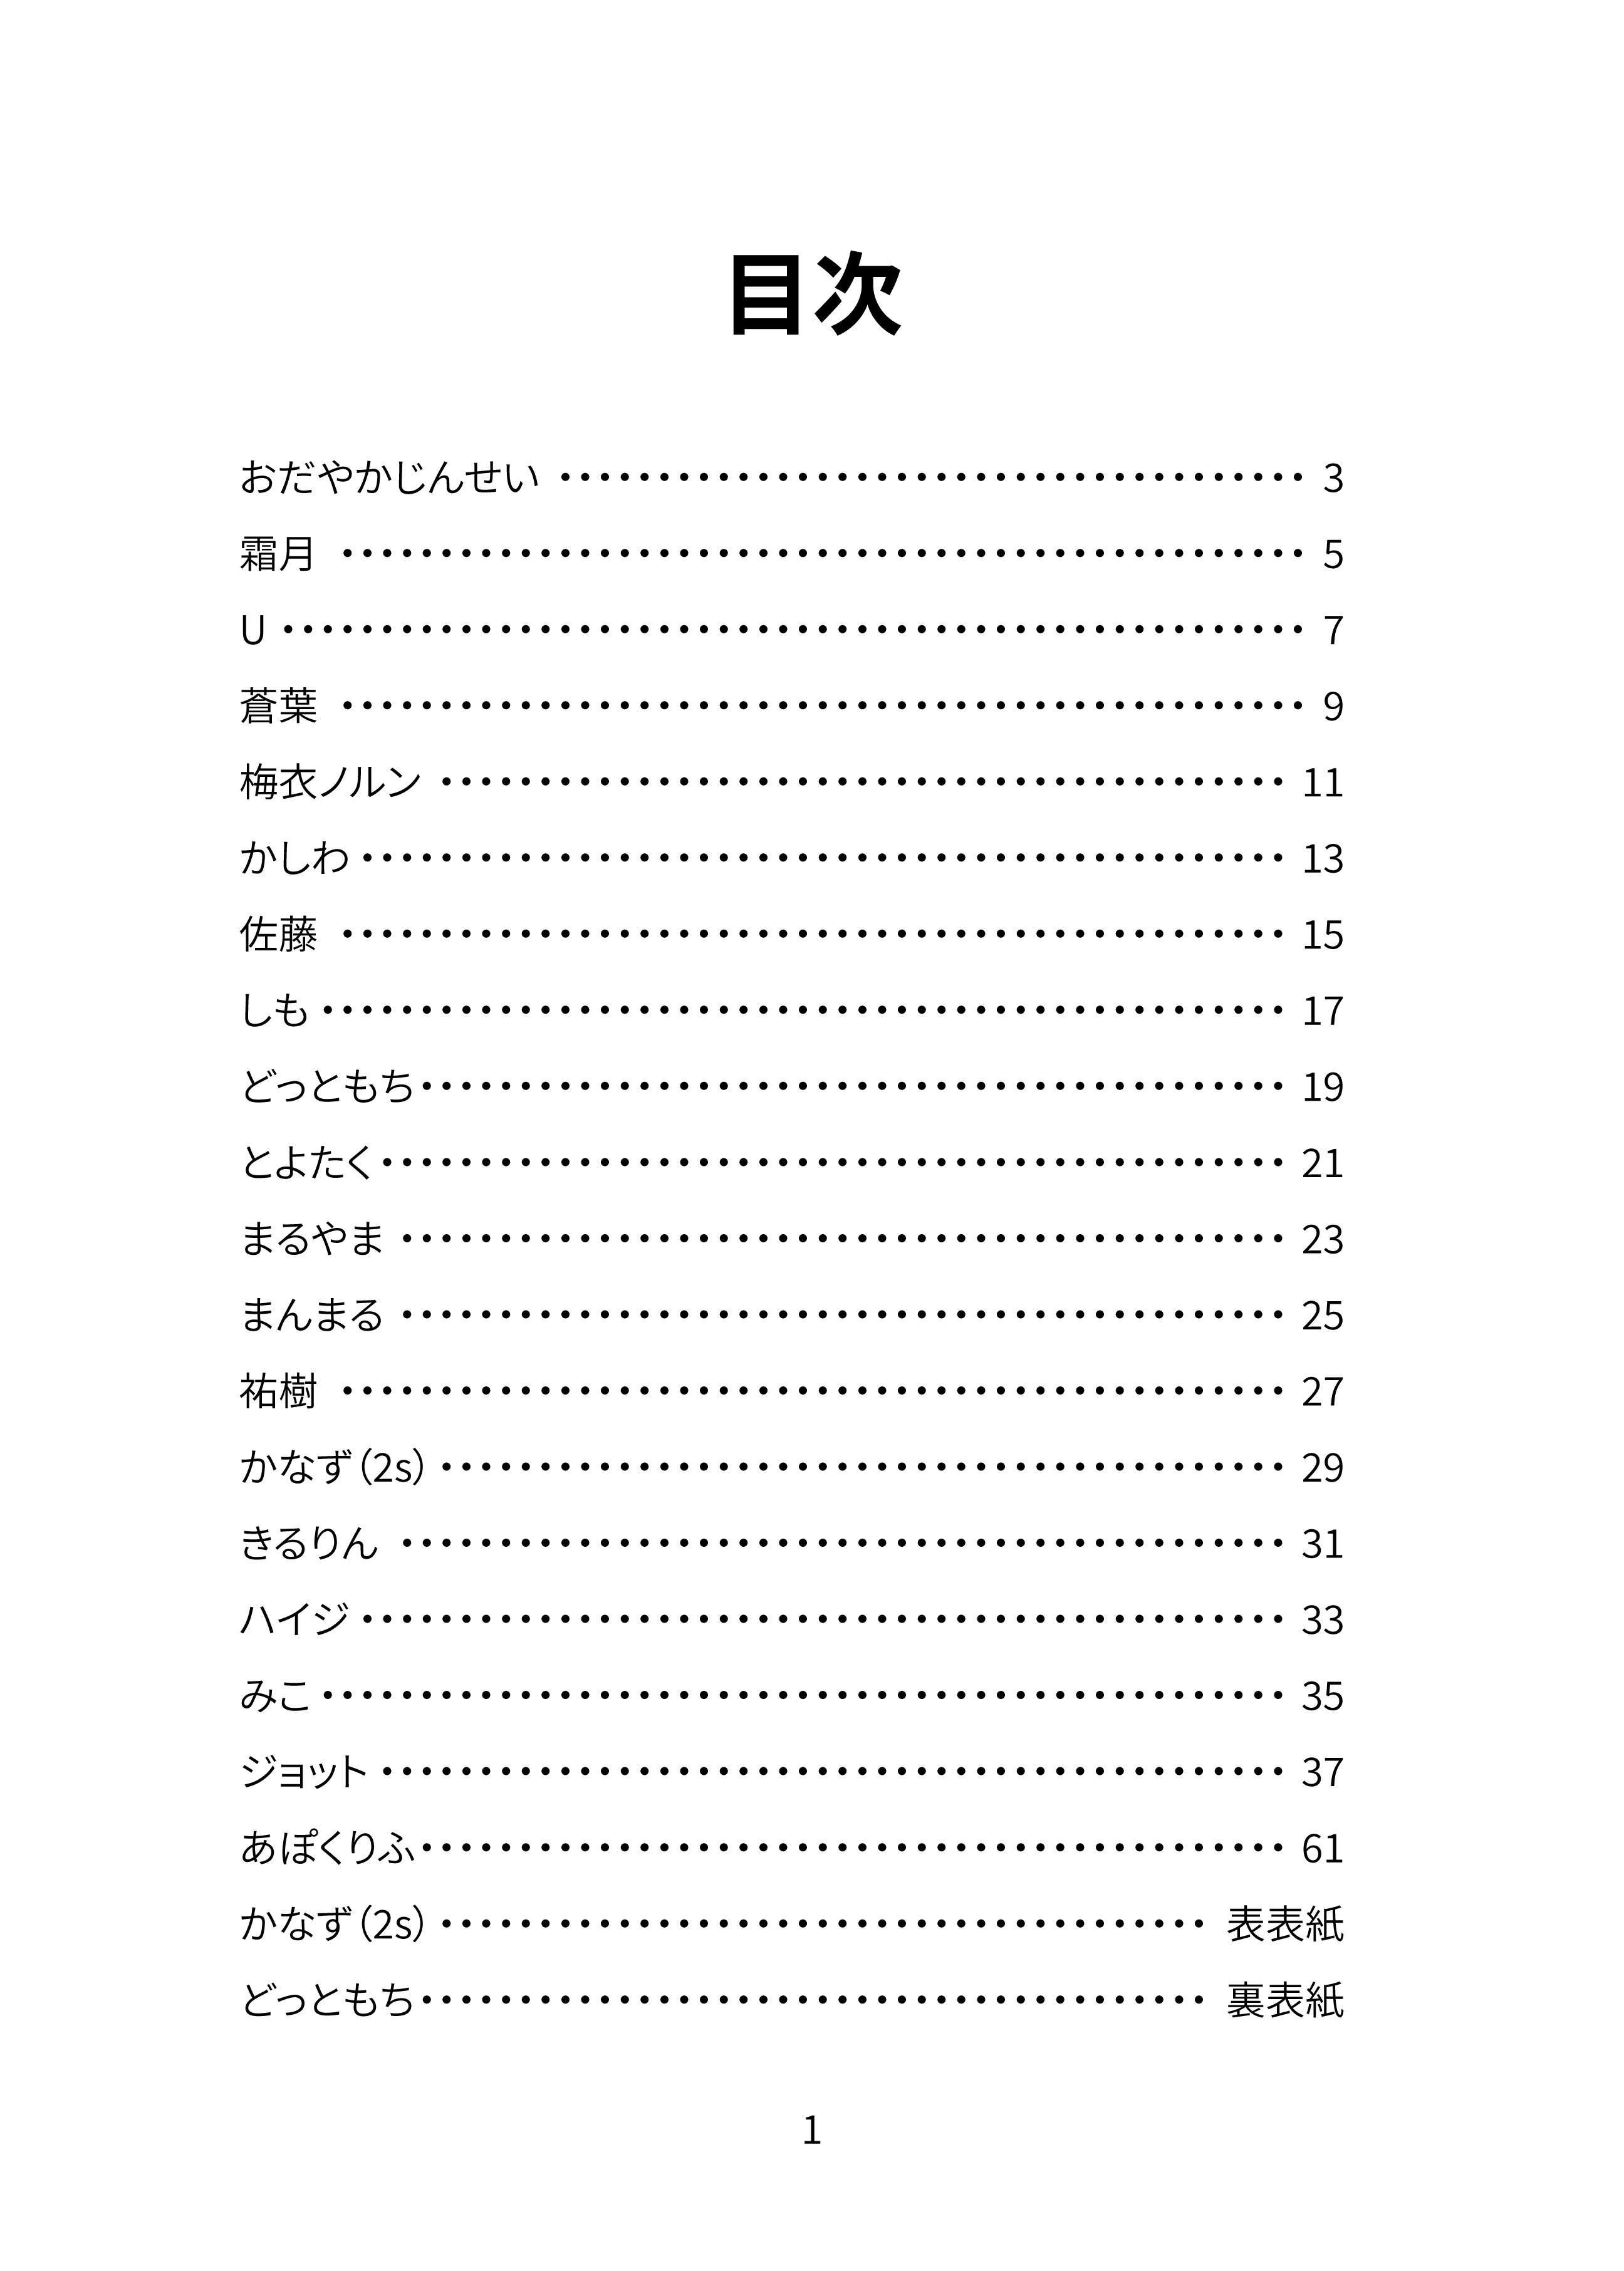 目次
おだやかじんせい ・・・・・・・・・・・・・・・・・・・・・・・・・・・・・・・・・・・・・・ 3
霜月 ・・・・・・・・・・・・・・・・・・・・・・・・・・・・・・・・・・・・・・・・・・・・・・・・・ 5
U ・・・・・・・・・・・・・・・・・・・・・・・・・・・・・・・・・・・・・・・・・・・・・・・・・・・・ 7
蒼葉 ・・・・・・・・・・・・・・・・・・・・・・・・・・・・・・・・・・・・・・・・・・・・・・・・・ 9
梅衣ノルン ・・・・・・・・・・・・・・・・・・・・・・・・・・・・・・・・・・・・・・・・・・・ 11
かしわ ・・・・・・・・・・・・・・・・・・・・・・・・・・・・・・・・・・・・・・・・・・・・・・・ 13
佐藤 ・・・・・・・・・・・・・・・・・・・・・・・・・・・・・・・・・・・・・・・・・・・・・・・・ 15
しも ・・・・・・・・・・・・・・・・・・・・・・・・・・・・・・・・・・・・・・・・・・・・・・・・・ 17
どっともち ・・・・・・・・・・・・・・・・・・・・・・・・・・・・・・・・・・・・・・・・・・・・ 19
とよたく ・・・・・・・・・・・・・・・・・・・・・・・・・・・・・・・・・・・・・・・・・・・・・・ 21
まるやま ・・・・・・・・・・・・・・・・・・・・・・・・・・・・・・・・・・・・・・・・・・・・・ 23
まんまる ・・・・・・・・・・・・・・・・・・・・・・・・・・・・・・・・・・・・・・・・・・・・・ 25
祐樹 ・・・・・・・・・・・・・・・・・・・・・・・・・・・・・・・・・・・・・・・・・・・・・・・・ 27
かなず(2s) ・・・・・・・・・・・・・・・・・・・・・・・・・・・・・・・・・・・・・・・・・・・ 29
きるりん ・・・・・・・・・・・・・・・・・・・・・・・・・・・・・・・・・・・・・・・・・・・・・ 31
ハイジ ・・・・・・・・・・・・・・・・・・・・・・・・・・・・・・・・・・・・・・・・・・・・・・・ 33
みこ ・・・・・・・・・・・・・・・・・・・・・・・・・・・・・・・・・・・・・・・・・・・・・・・・・ 35
ジョット ・・・・・・・・・・・・・・・・・・・・・・・・・・・・・・・・・・・・・・・・・・・・・・ 37
あぽくりふ ・・・・・・・・・・・・・・・・・・・・・・・・・・・・・・・・・・・・・・・・・・・・ 61
かなず(2s) ・・・・・・・・・・・・・・・・・・・・・・・・・・・・・・・・・・・・・・・ 表表紙
どっともち ・・・・・・・・・・・・・・・・・・・・・・・・・・・・・・・・・・・・・・・・ 裏表紙
1